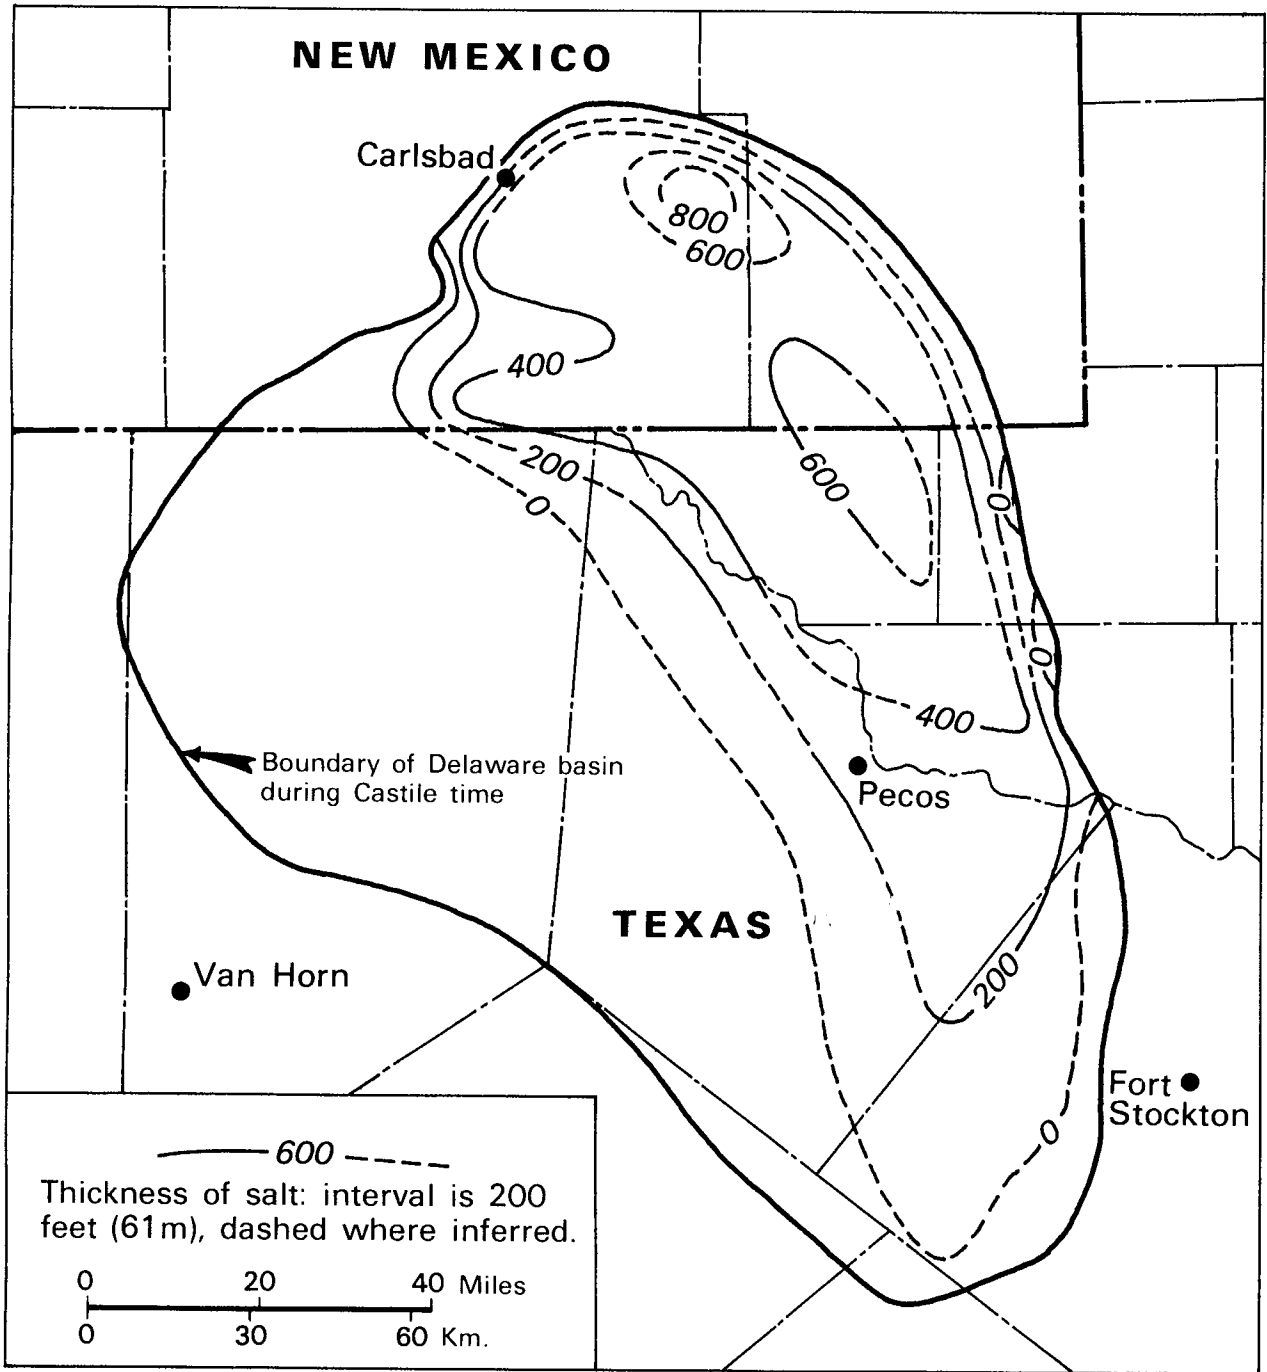 NEW MEXICO
Carlsbad
800
600
400
600
200
0
0
0
400
Boundary of Delaware basin
during Castile time
Pecos
TEXAS
Van Horn
200
Fort
Stockton
0
600
Thickness of salt: interval is 200
feet (61m), dashed where inferred.
0 20 40 Miles
0 30 60 Km.